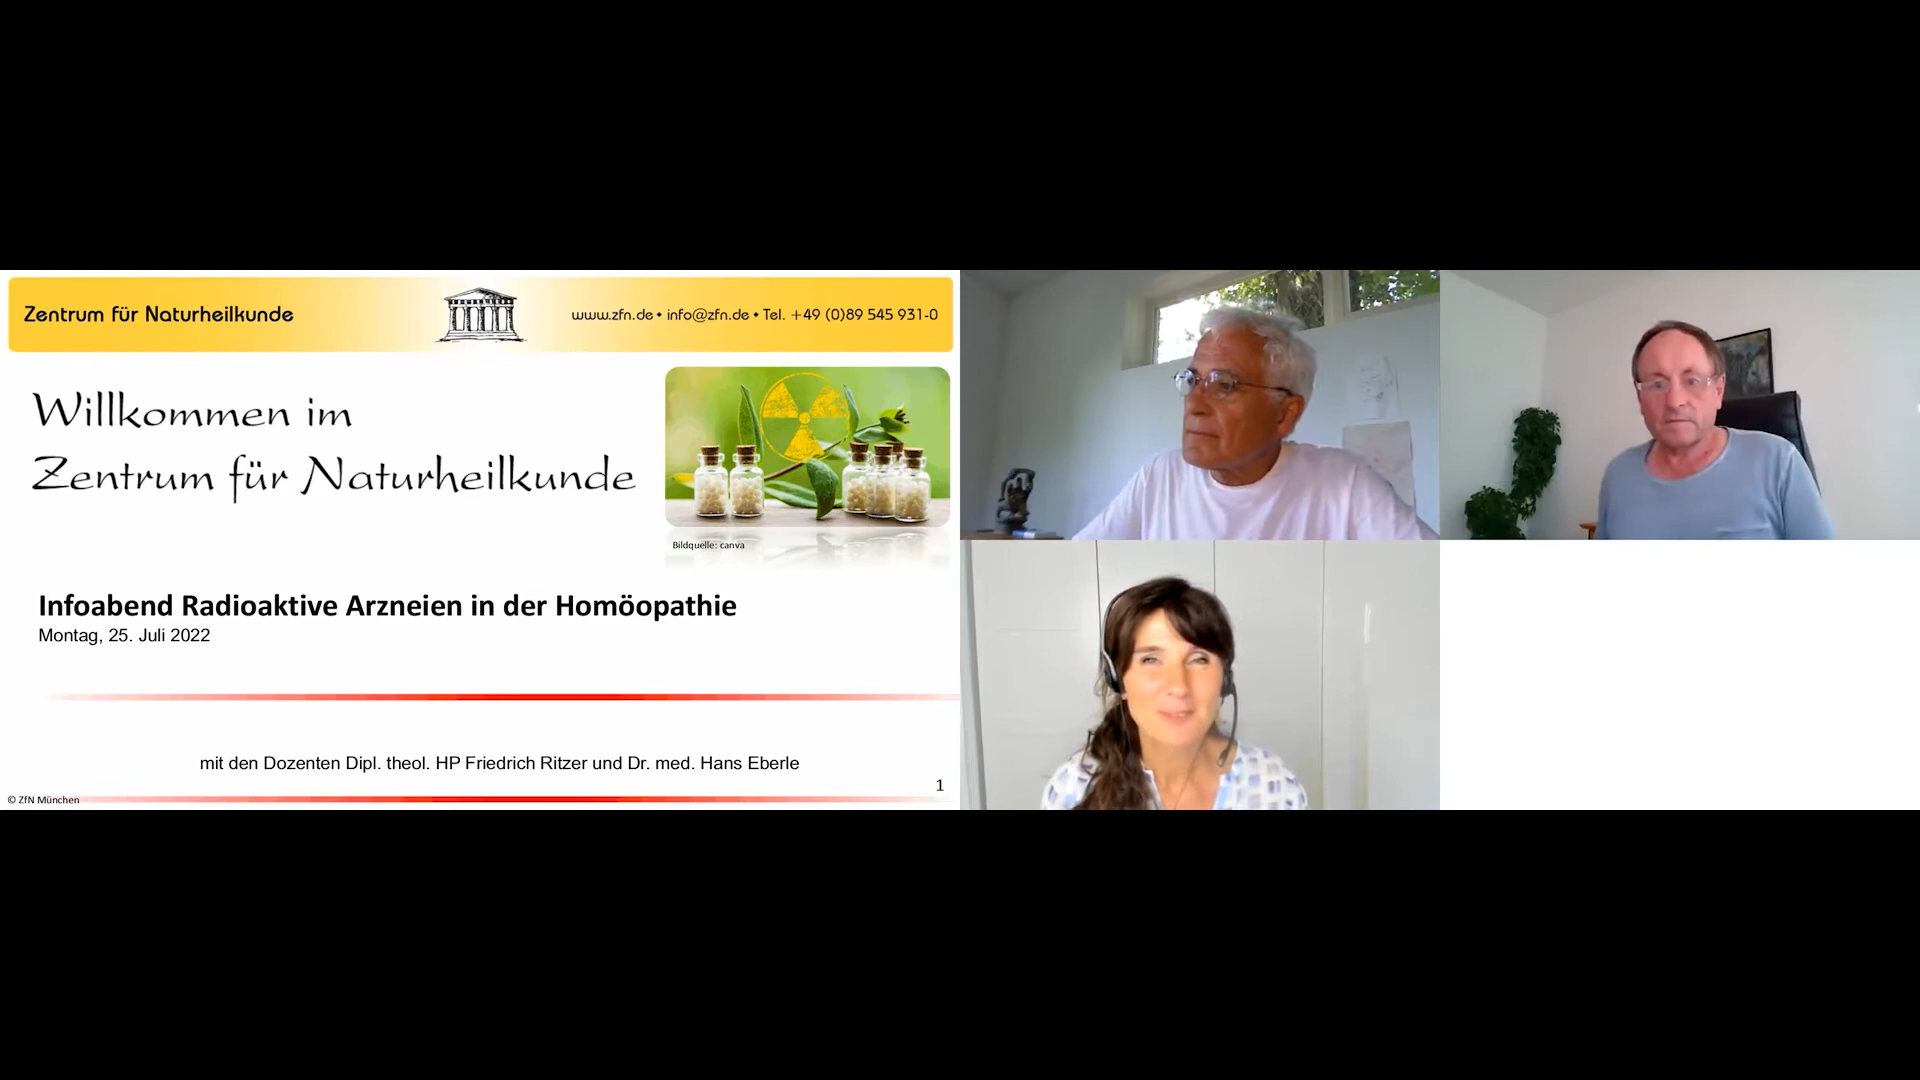 Zentrum für Naturheilkunde
www.zfn.de • info@zfn.de • Tel. +49 (0)89 545 931-0
Willkommen im
Zentrum für Naturheilkunde
Bildquelle: canva
Infoabend Radioaktive Arzneien in der Homöopathie
Montag, 25. Juli 2022
mit den Dozenten Dipl. theol. HP Friedrich Ritzer und Dr. med. Hans Eberle
1
© ZfN München